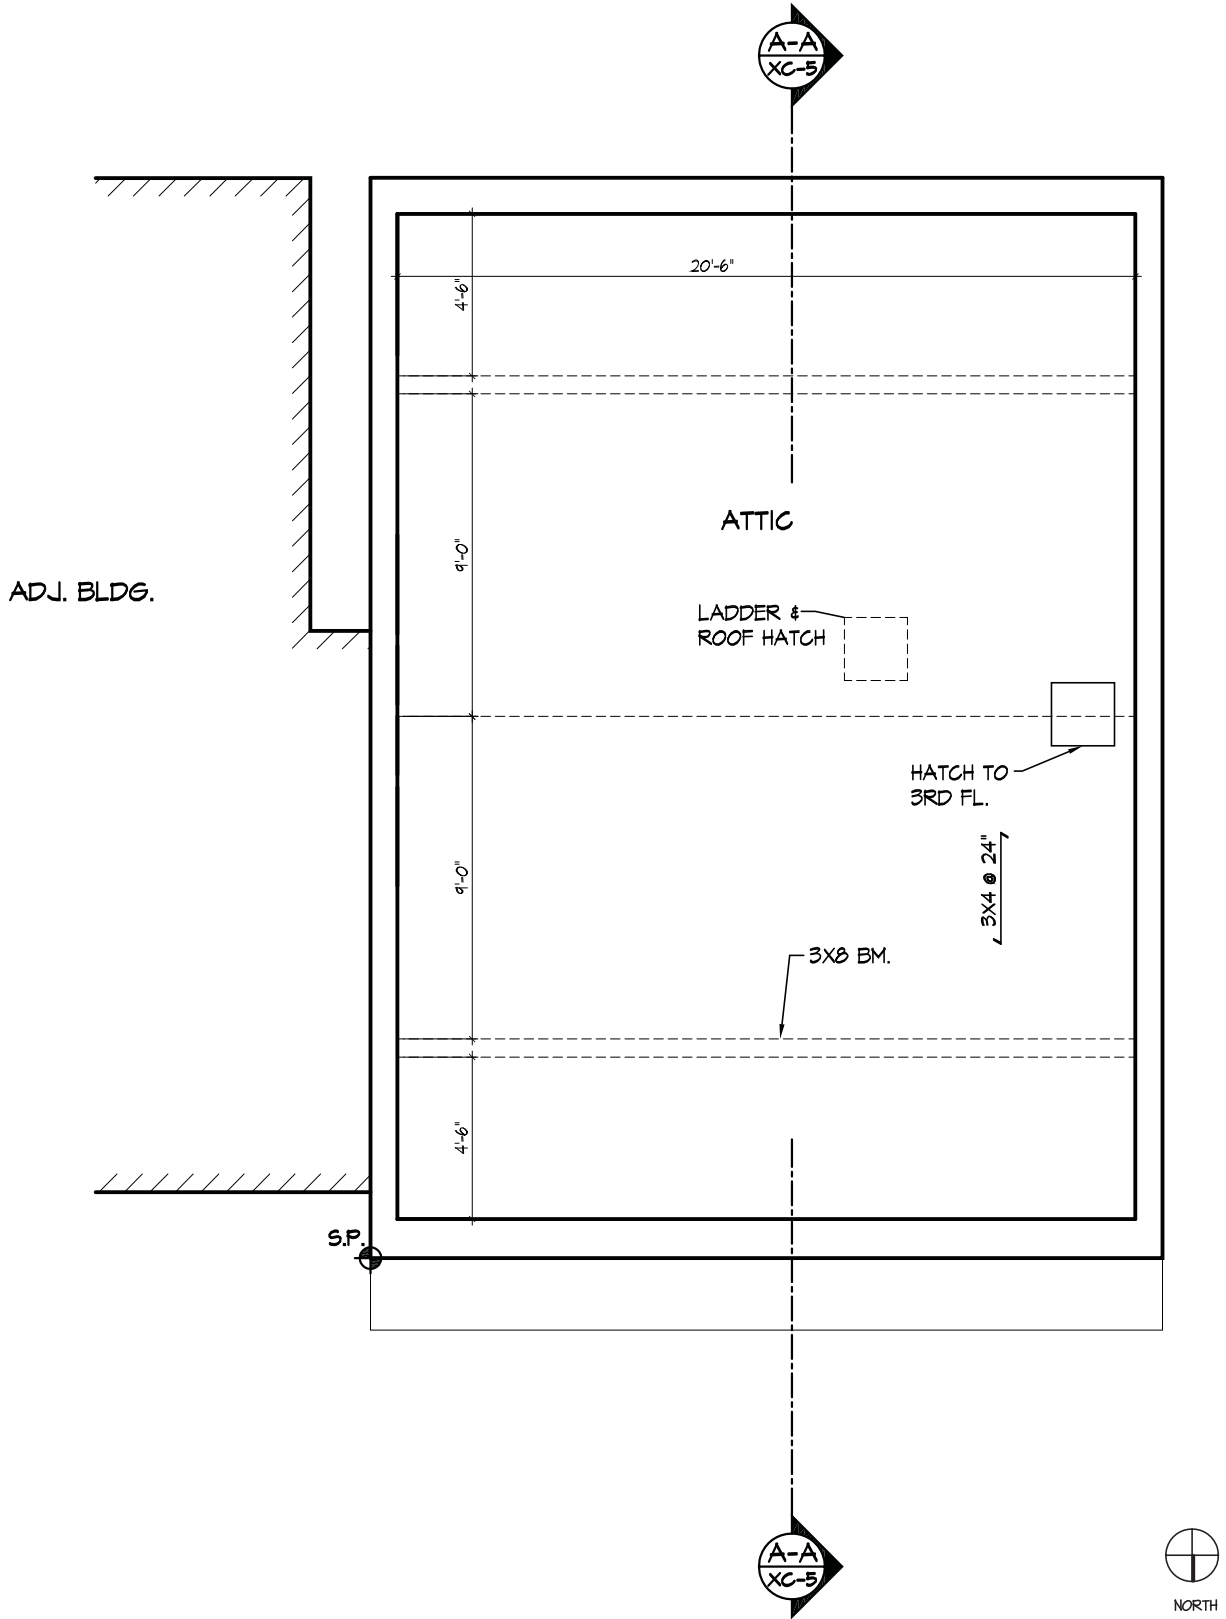 A-A
XC-5
20'-6"
4'-6"
9'-0"
ATTIC
ADJ. BLDG.
LADDER &
ROOF HATCH
HATCH TO
3RD FL.
3X4 @ 24"
9'-0"
3X8 BM.
4'-6"
S.P.
A-A
XC-5
NORTH